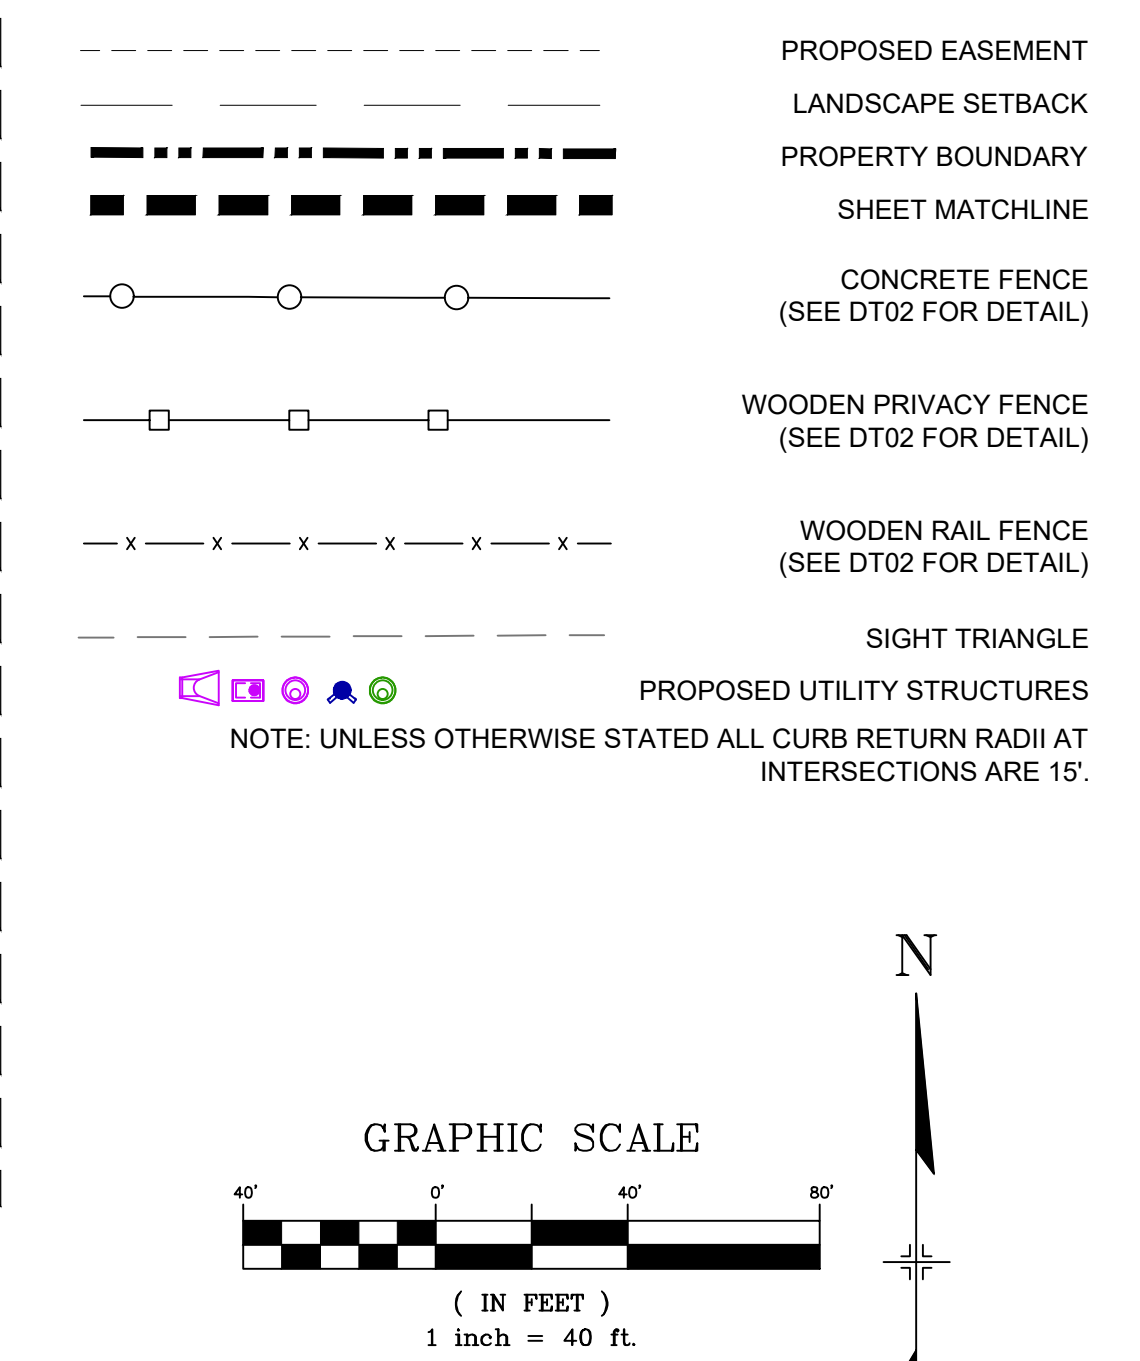 PROPOSED EASEMENT
LANDSCAPE SETBACK
PROPERTY BOUNDARY
SHEET MATCHLINE
CONCRETE FENCE
(SEE DT02 FOR DETAIL)
WOODEN PRIVACY FENCE
(SEE DT02 FOR DETAIL)
x x x x x x
WOODEN RAIL FENCE
(SEE DT02 FOR DETAIL)
SIGHT TRIANGLE
PROPOSED UTILITY STRUCTURES
NOTE: UNLESS OTHERWISE STATED ALL CURB RETURN RADII AT
INTERSECTIONS ARE 15'.
N
GRAPHIC SCALE
40' 0' 40' 80'
( IN FEET )
1 inch = 40 ft.